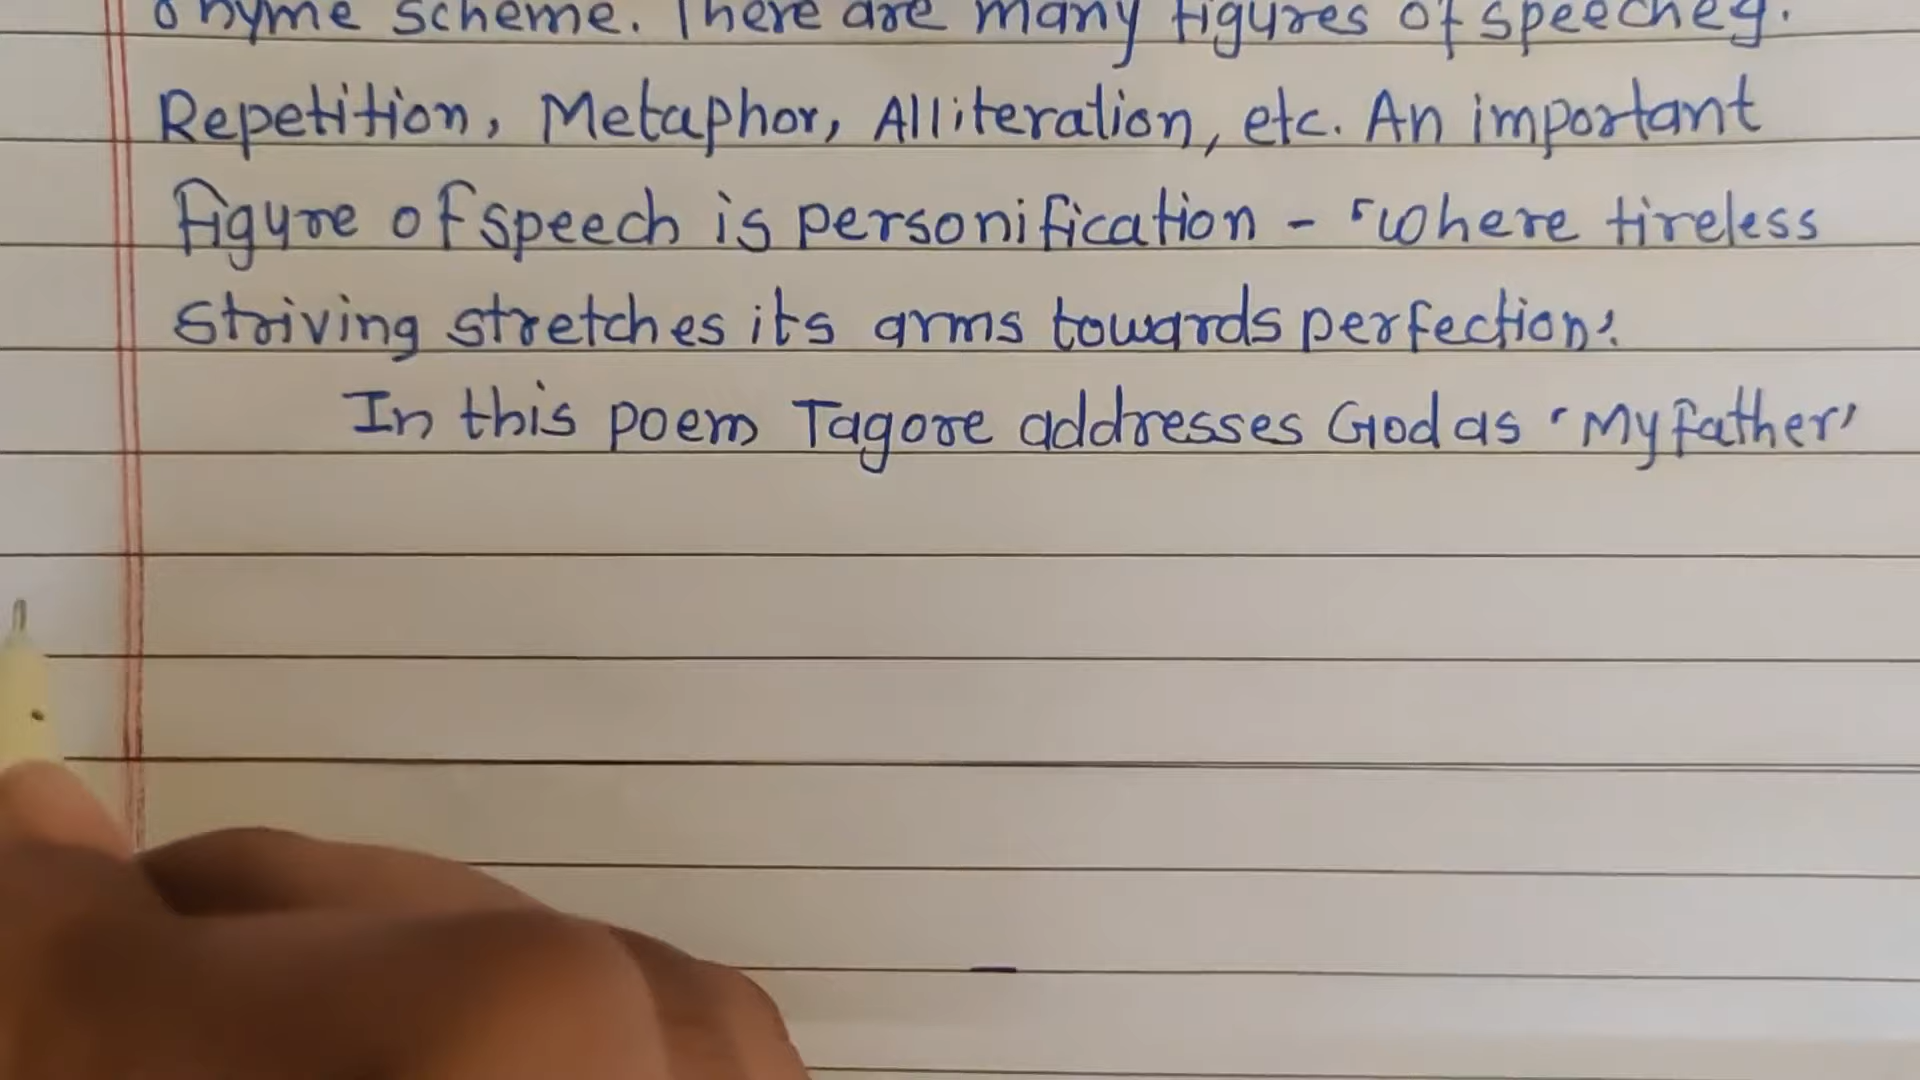 rhyme scheme. There are many figures of speeches.
Repetition, Metaphor, Alliteration, etc. An important
figure of speech is personification - 'where tireless
striving stretches its arms towards perfection'.
In this poem Tagore addresses God as 'My father'